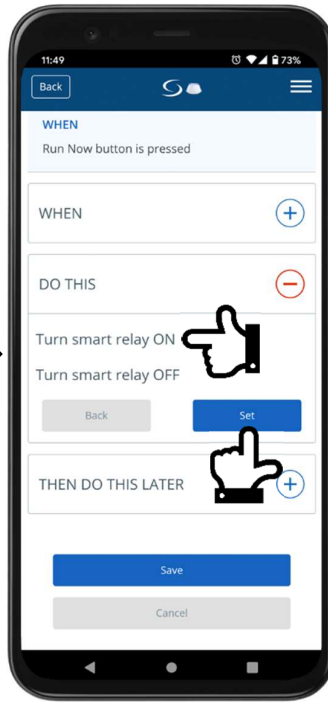 11:49
73%
Back
WHEN
Run Now button is pressed
WHEN
DO THIS
Turn smart relay ON
Turn smart relay OFF
Back
Set
THEN DO THIS LATER
Save
Cancel